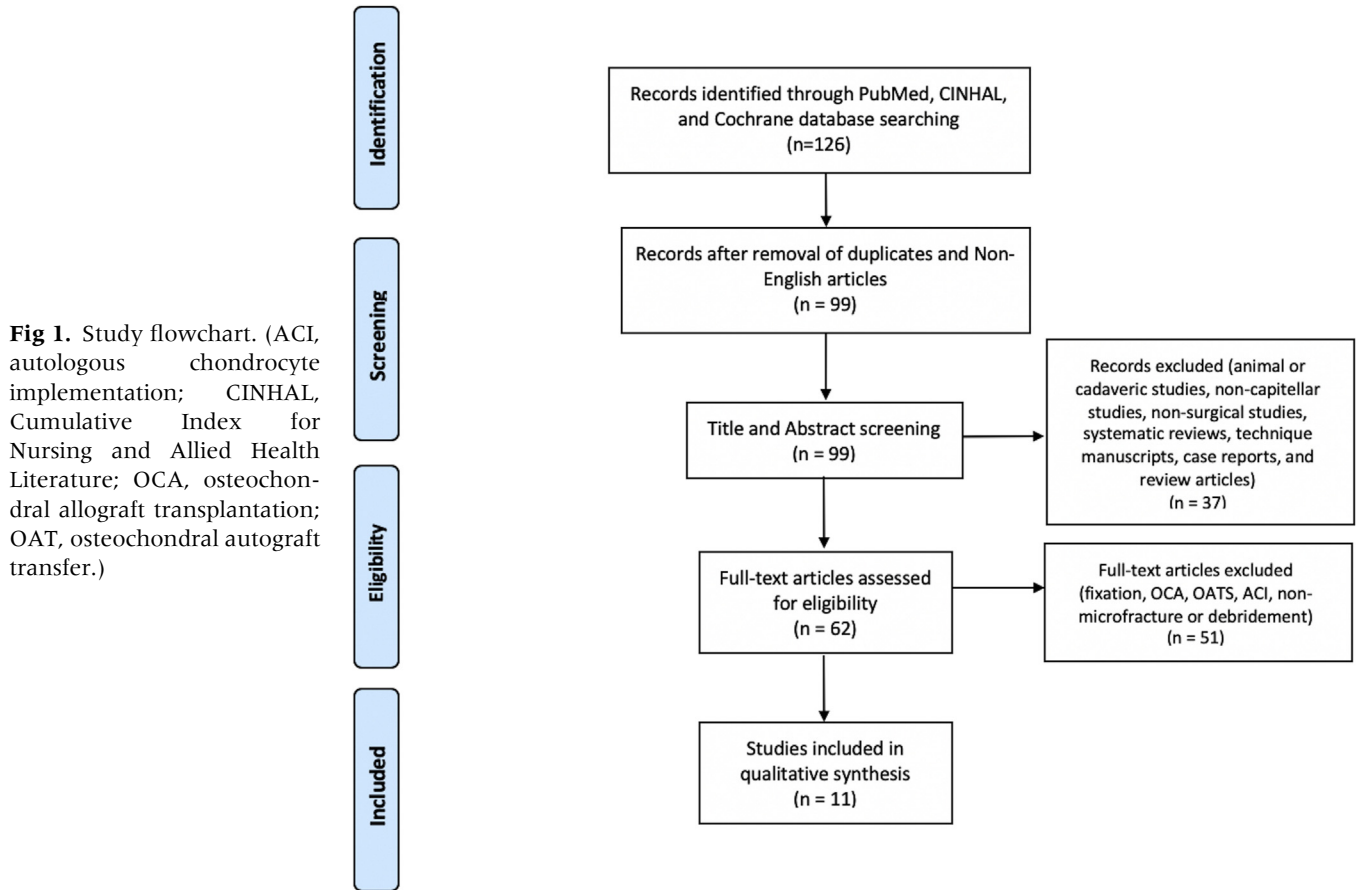 Identification
Records identified through PubMed, CINHAL,
and Cochrane database searching
(n=126)
Screening
Records after removal of duplicates and Non-
English articles
(n = 99)
Title and Abstract screening
(n = 99)
Records excluded (animal or
cadaveric studies, non-capitellar
studies, non-surgical studies,
systematic reviews, technique
manuscripts, case reports, and
review articles)
(n = 37)
Fig 1. Study flowchart. (ACI,
autologous chondrocyte
implementation; CINHAL,
Cumulative Index for
Nursing and Allied Health
Literature; OCA, osteochon-
dral allograft transplantation;
OAT, osteochondral autograft
transfer.)
Eligibility
Full-text articles assessed
for eligibility
(n = 62)
Full-text articles excluded
(fixation, OCA, OATS, ACI, non-
microfracture or debridement)
(n = 51)
Included
Studies included in
qualitative synthesis
(n = 11)